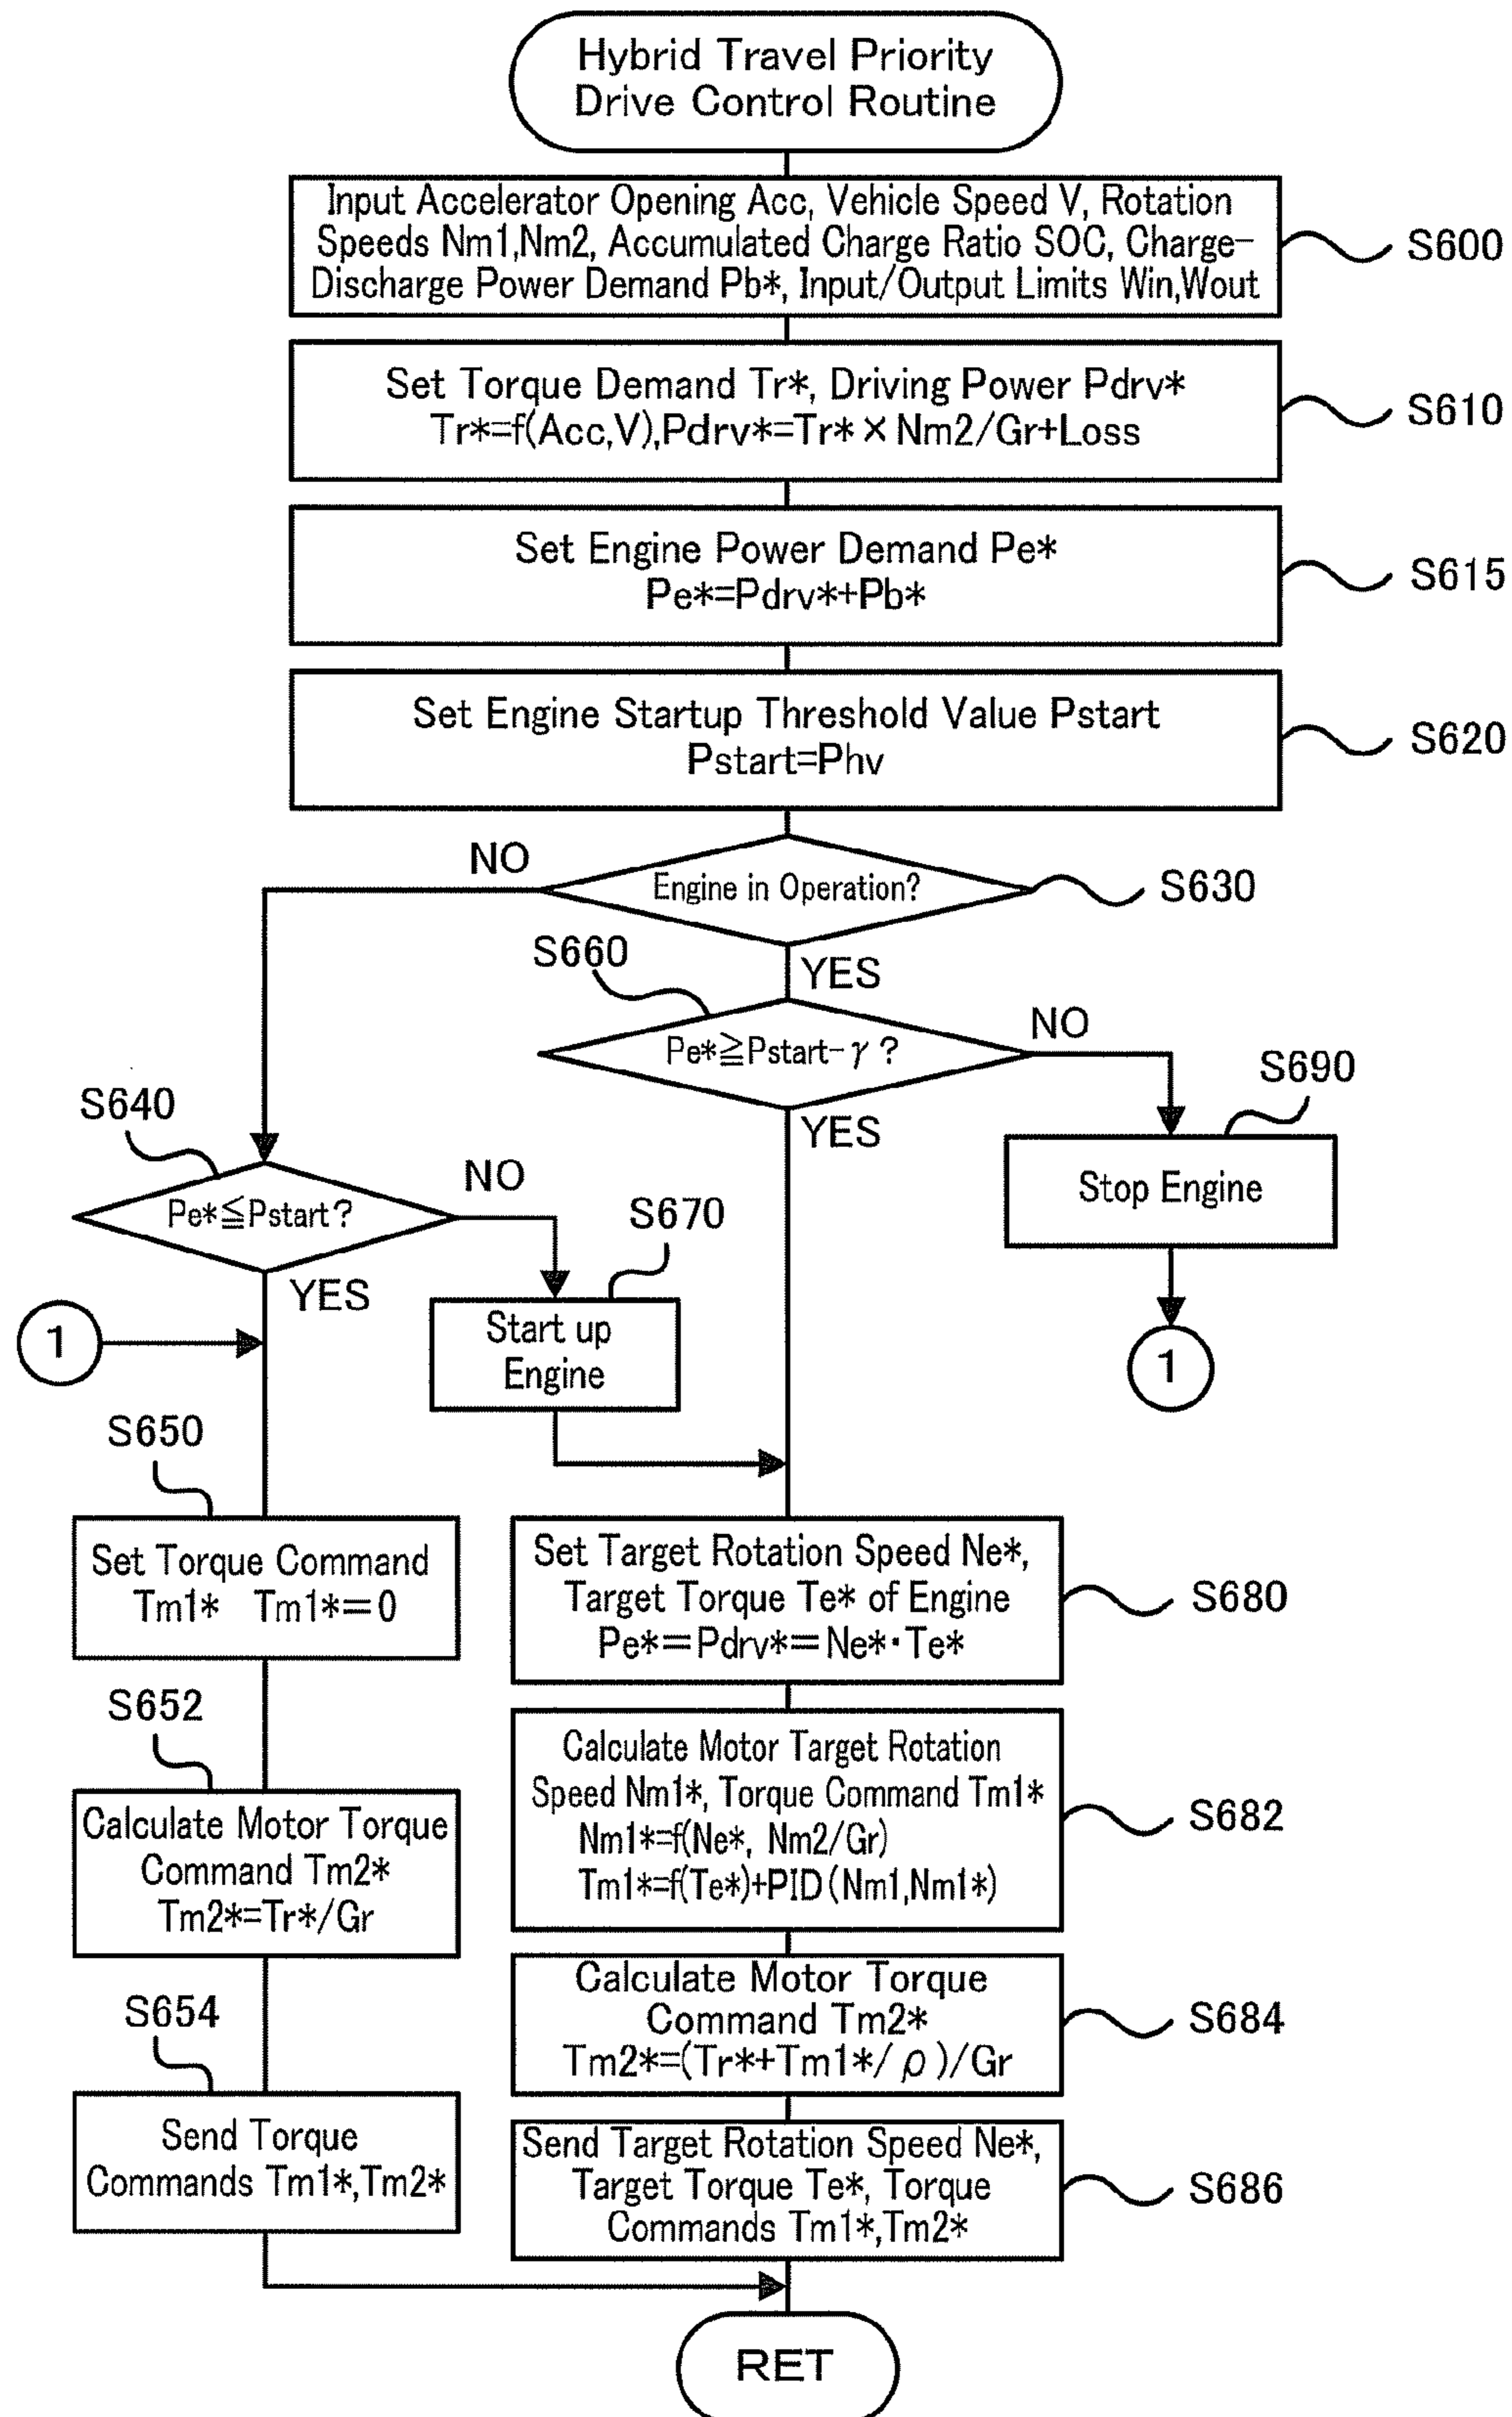 Hybrid Travel Priority
Drive Control Routine
Input Accelerator Opening Acc, Vehicle Speed V, Rotation
Speeds Nm1,Nm2, Accumulated Charge Ratio SOC, Charge-
Discharge Power Demand Pb*, Input/Output Limits Win,Wout
S600
Set Torque Demand Tr*, Driving Power Pdrv*
Tr*=f(Acc,V),Pdrv*=Tr*×Nm2/Gr+Loss
S610
Set Engine Power Demand Pe*
Pe*=Pdrv*+Pb*
S615
Set Engine Startup Threshold Value Pstart
Pstart=Phv
S620
NO
Engine in Operation?
S630
YES
S660
Pe*≧Pstart-γ?
NO
YES
S690
Stop Engine
1
S640
Pe*≦Pstart?
NO
YES
S670
Start up
Engine
1
S650
Set Torque Command
Tm1* Tm1*=0
S652
Calculate Motor Torque
Command Tm2*
Tm2*=Tr*/Gr
S654
Send Torque
Commands Tm1*,Tm2*
Set Target Rotation Speed Ne*,
Target Torque Te* of Engine
Pe*=Pdrv*=Ne*·Te*
S680
Calculate Motor Target Rotation
Speed Nm1*, Torque Command Tm1*
Nm1*=f(Ne*, Nm2/Gr)
Tm1*=f(Te*)+PID(Nm1,Nm1*)
S682
Calculate Motor Torque
Command Tm2*
Tm2*=(Tr*+Tm1*/ρ)/Gr
S684
Send Target Rotation Speed Ne*,
Target Torque Te*, Torque
Commands Tm1*,Tm2*
S686
RET